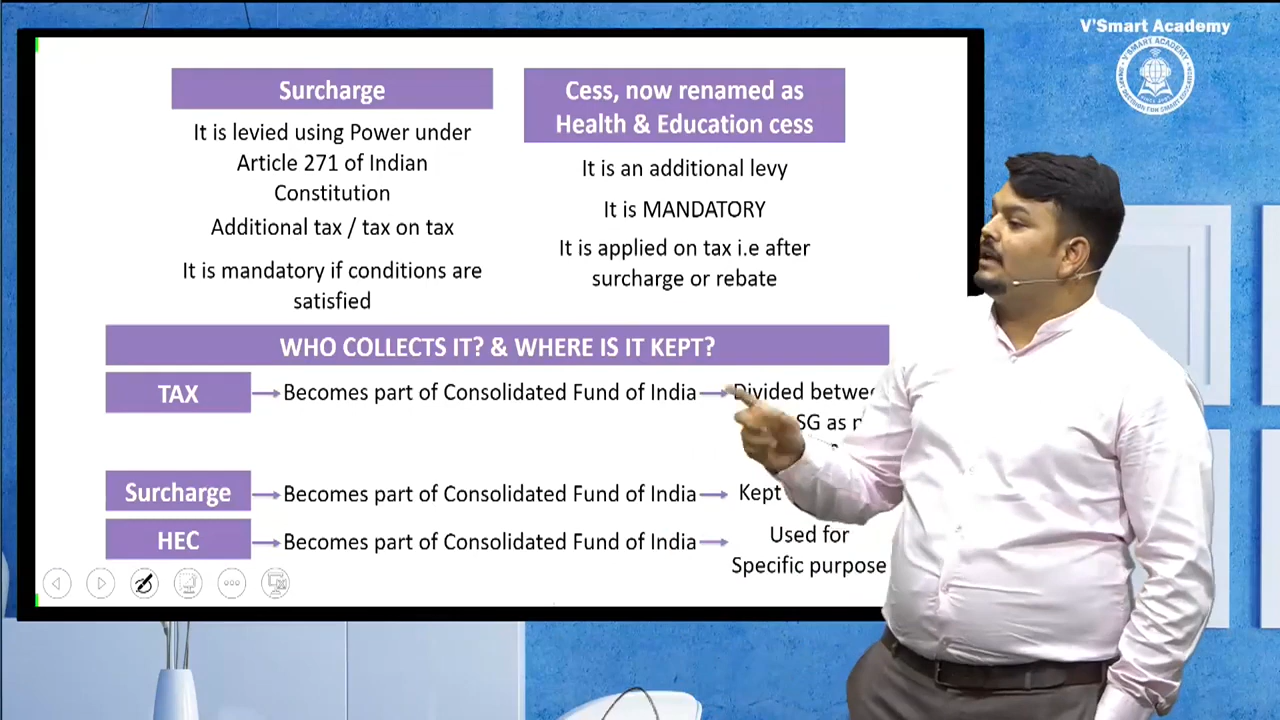 V'Smart Academy
Surcharge
It is levied using Power under
Article 271 of Indian
Constitution
Additional tax / tax on tax
It is mandatory if conditions are
satisfied
Cess, now renamed as
Health & Education cess
It is an additional levy
It is MANDATORY
It is applied on tax i.e after
surcharge or rebate
WHO COLLECTS IT? & WHERE IS IT KEPT?
TAX
Becomes part of Consolidated Fund of India
Divided
SG as
Surcharge
Becomes part of Consolidated Fund of India
Kept
HEC
Becomes part of Consolidated Fund of India
Used for
Specific purpose